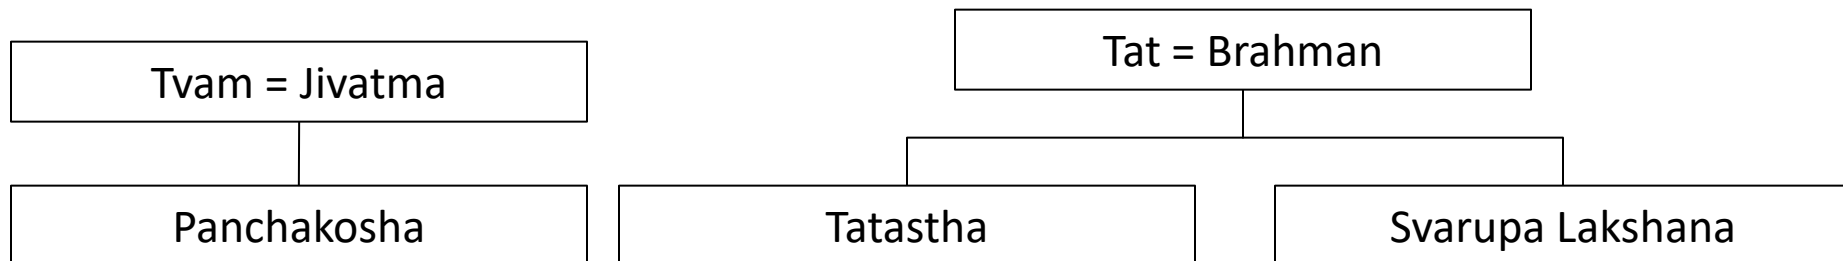 Tvam = Jivatma
Tat = Brahman
Panchakosha
Tatastha
Svarupa Lakshana